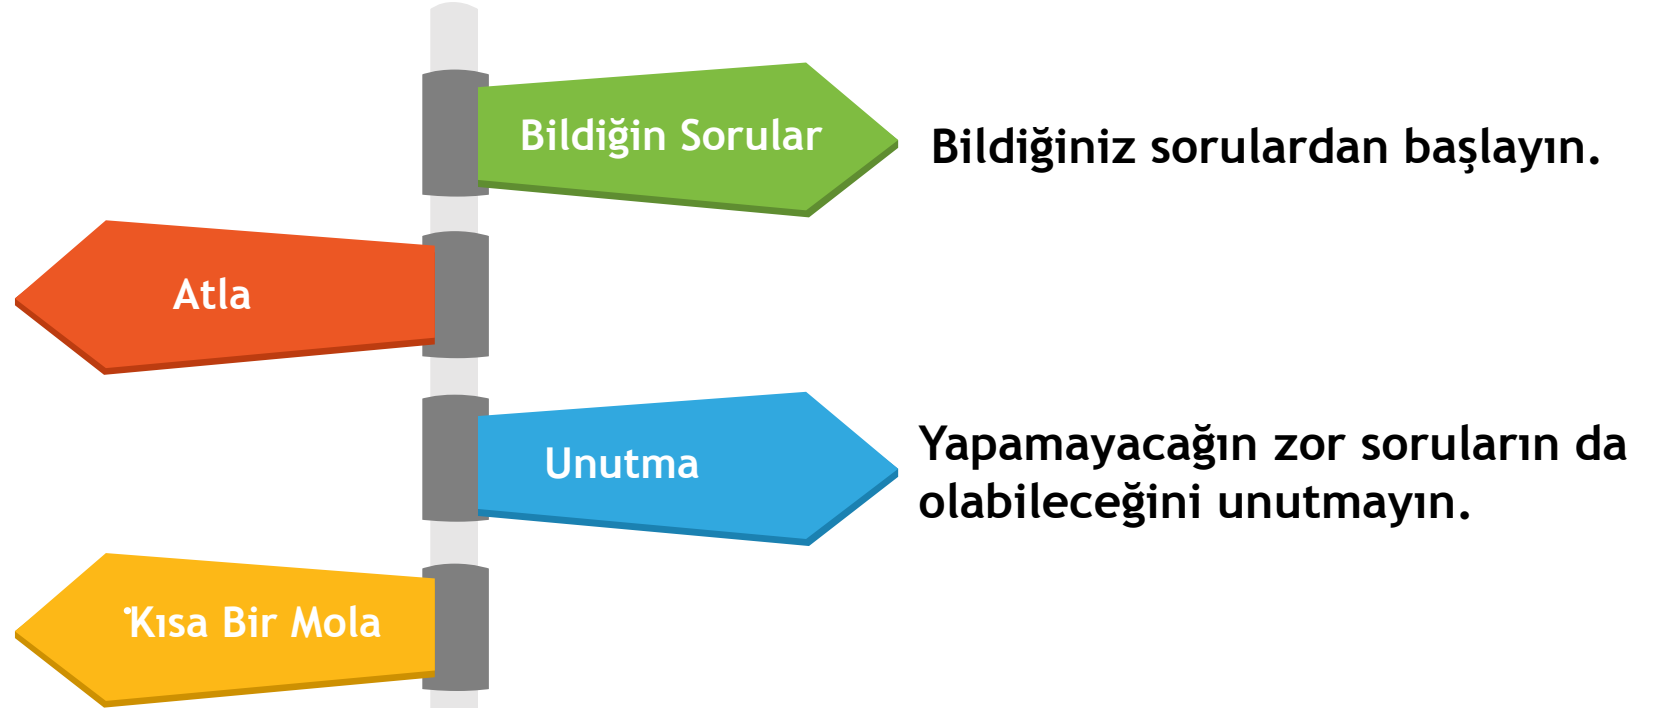 Bildiğin Sorular
Bildiğiniz sorulardan başlayın.
Atla
Unutma
Yapamayacağın zor soruların da
olabileceğini unutmayın.
Kısa Bir Mola